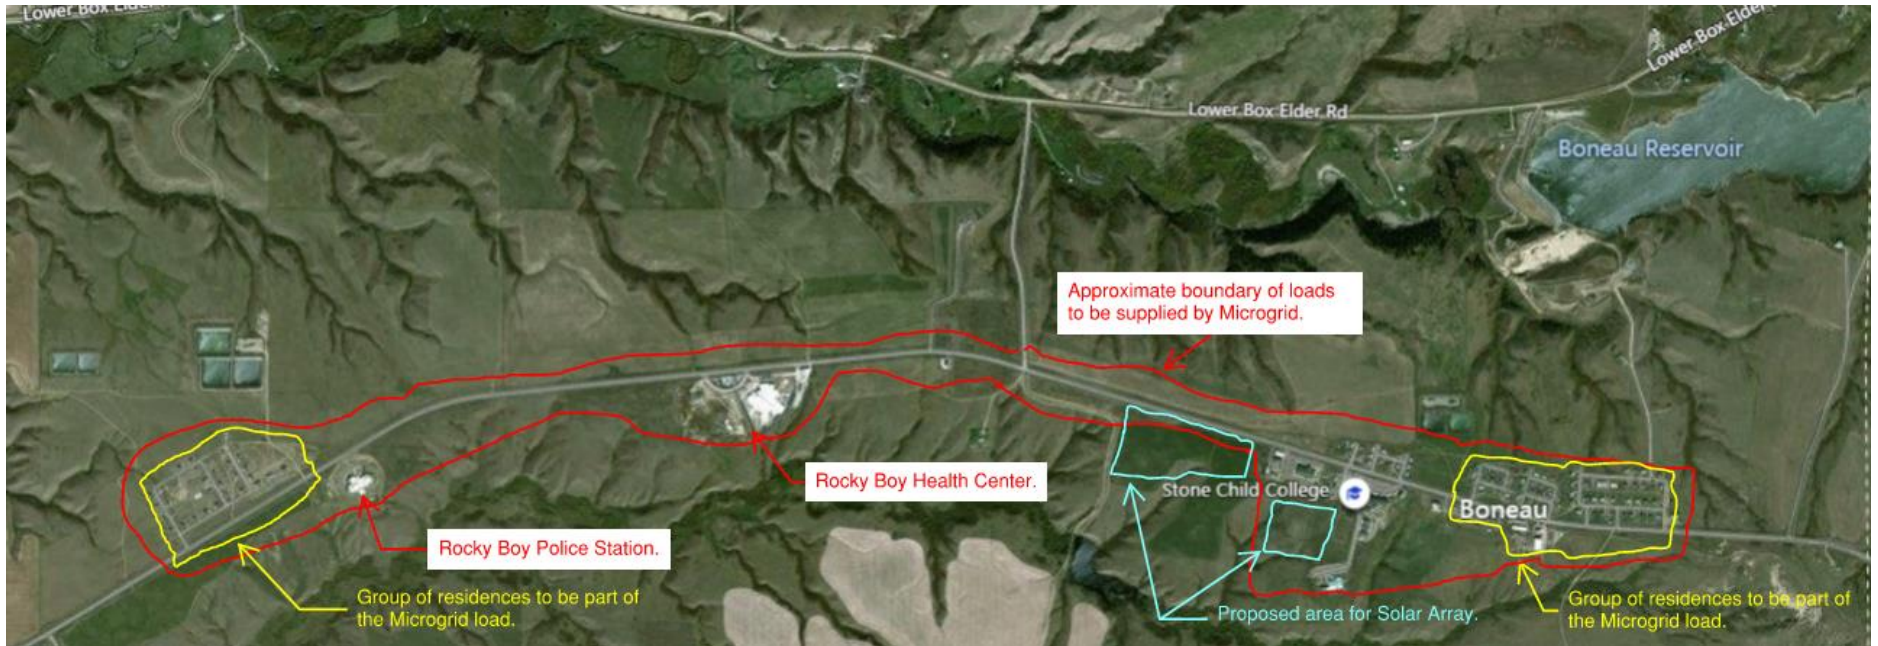 Lower Box Elder
Lower Box Elder
Lower Box Elder Rd
Boneau Reservoir
Approximate boundary of loads
to be supplied by Microgrid.
Rocky Boy Health Center.
Stone Child College
Boneau
Rocky Boy Police Station.
Group of residences to be part of
the Microgrid load.
Proposed area for Solar Array.
Group of residences to be part of
the Microgrid load.